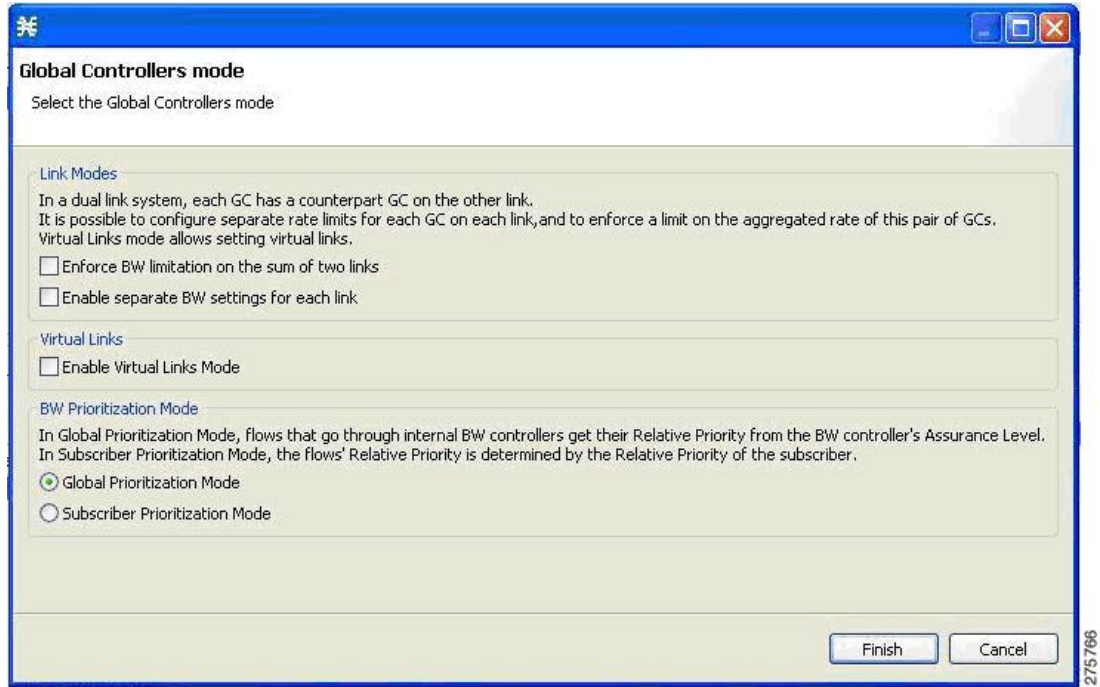 Global Controllers mode
Select the Global Controllers mode
Link Modes
In a dual link system, each GC has a counterpart GC on the other link.
It is possible to configure separate rate limits for each GC on each link,and to enforce a limit on the aggregated rate of this pair of GCs.
Virtual Links mode allows setting virtual links.
Enforce BW limitation on the sum of two links
Enable separate BW settings for each link
Virtual Links
Enable Virtual Links Mode
BW Prioritization Mode
In Global Prioritization Mode, flows that go through internal BW controllers get their Relative Priority from the BW controller's Assurance Level.
In Subscriber Prioritization Mode, the flows' Relative Priority is determined by the Relative Priority of the subscriber.
Global Prioritization Mode
Subscriber Prioritization Mode
Finish
Cancel
275766